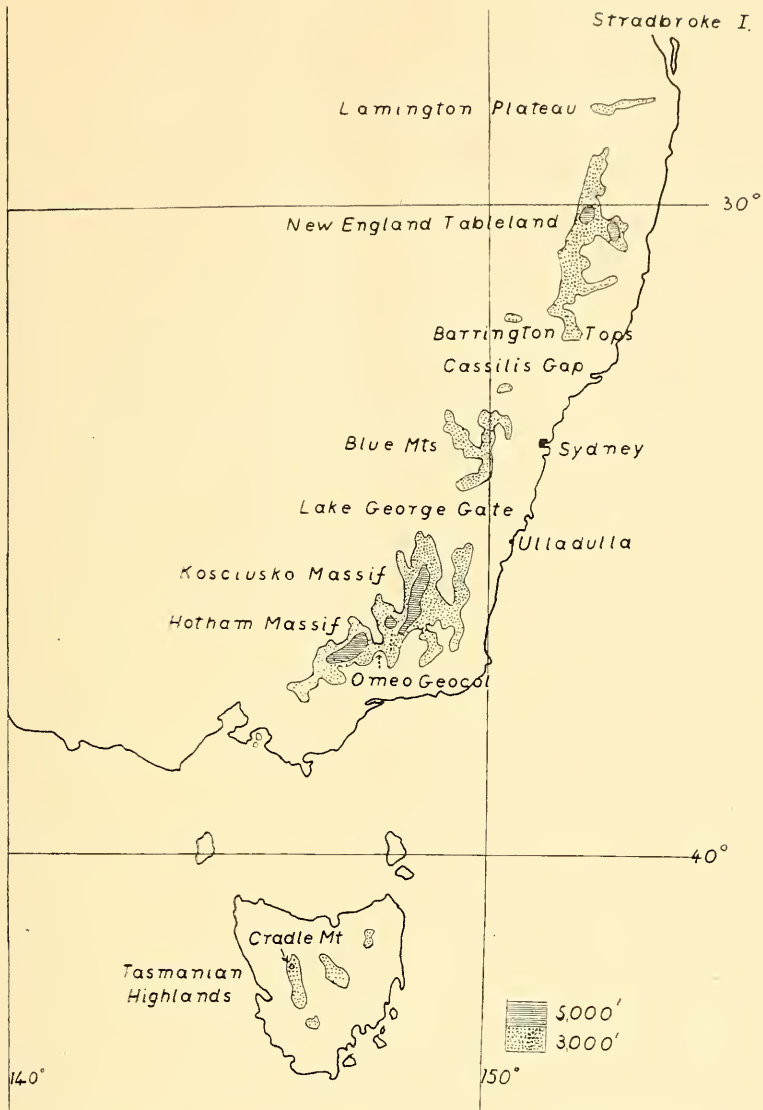 Stradbroke I.
Lamington Plateau
30°
New England Tableland
Barrington Tops
Cassilis Gap
Blue Mts
Sydney
Lake George Gate
Ulladulla
Kosciusko Massif
Hotham Massif
Omeo Geocol
40°
Cradle Mt
Tasmanian
Highlands
5,000'
3,000'
140°
150°